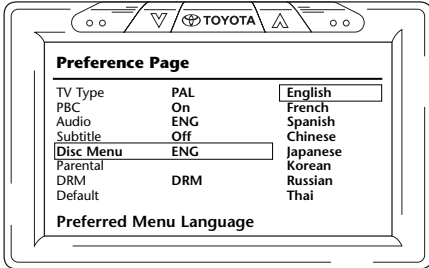 TOYOTA
Preference Page
TV Type PAL English
PBC On French
Audio ENG Spanish
Subtitle Off Chinese
Disc Menu ENG Japanese
Parental Korean
DRM DRM Russian
Default Thai
Preferred Menu Language